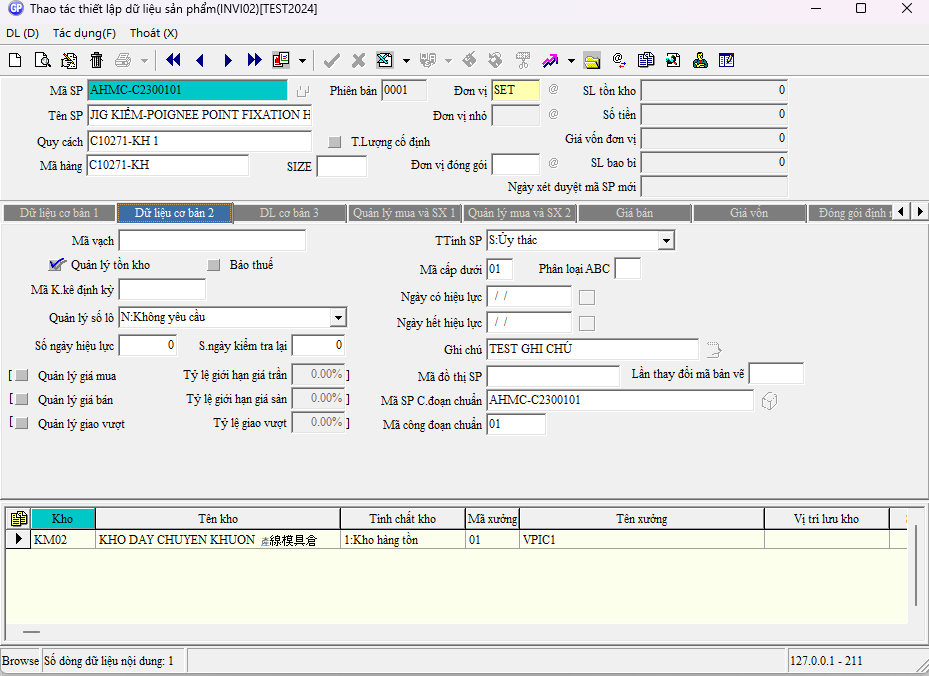 GP Thao tác thiết lập dữ liệu sản phẩm(INVI02)[TEST2024]
DL (D) Tác dụng(F) Thoát (X)
Mã SP AHMC-C2300101 Phiên bản 0001 Đơn vị SET @ SL tồn kho 0
Tên SP JIG KIỂM-POIGNEE POINT FIXATION H Đơn vị nhỏ @ Số tiền 0
Quy cách C10271-KH 1 T.Lượng cố định Giá vốn đơn vị 0
Mã hàng C10271-KH SIZE Đơn vị đóng gói @ SL bao bì 0
Ngày xét duyệt mã SP mới
Dữ liệu cơ bản 1 Dữ liệu cơ bản 2 DL cơ bản 3 Quản lý mua và SX 1 Quản lý mua và SX 2 Giá bán Giá vốn Đóng gói định
Mã vạch TTính SP S:Ủy thác
Quản lý tồn kho Bảo thuế Mã cấp dưới 01 Phân loại ABC
Mã K.kê định kỳ Ngày có hiệu lực / /
Quản lý số lô N:Không yêu cầu Ngày hết hiệu lực / /
Số ngày hiệu lực 0 S.ngày kiểm tra lại 0 Ghi chú TEST GHI CHÚ
[ Quản lý giá mua Tỷ lệ giới hạn giá trần 0.00% ] Mã đồ thị SP Lần thay đổi mã bản vẽ
[ Quản lý giá bán Tỷ lệ giới hạn giá sàn 0.00% ] Mã SP C.đoạn chuẩn AHMC-C2300101
[ Quản lý giao vượt Tỷ lệ giao vượt 0.00% ] Mã công đoạn chuẩn 01
Kho Tên kho Tính chất kho Mã xưởng Tên xưởng Vị trí lưu kho
KM02 KHO DAY CHUYEN KHUON 產線模具倉 1:Kho hàng tồn 01 VPIC1
Browse Số dòng dữ liệu nội dung: 1 127.0.0.1 - 211